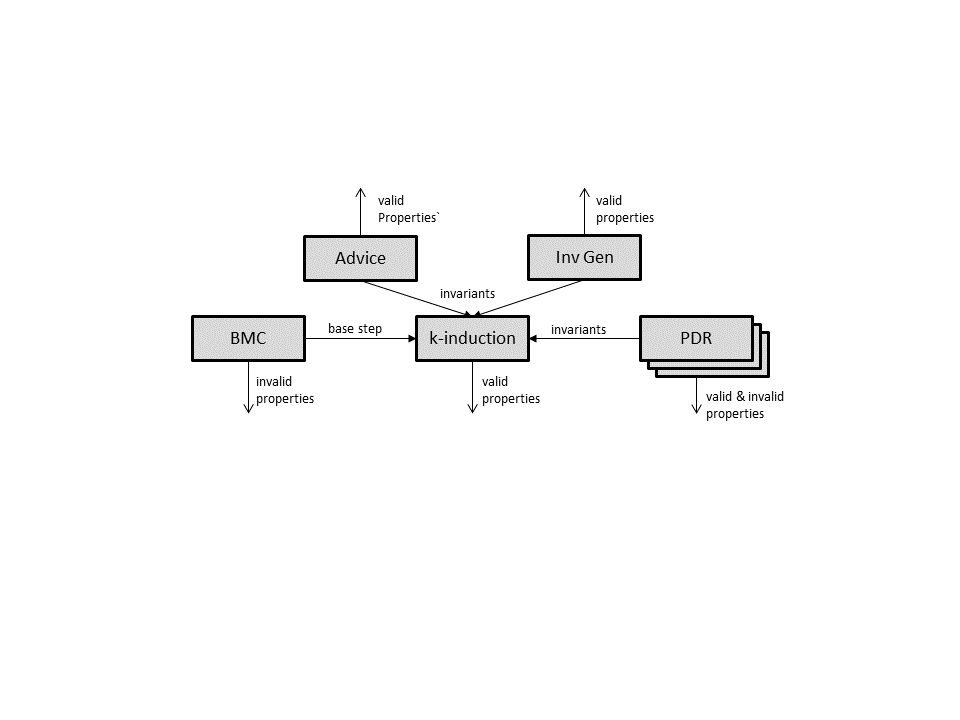 valid
Properties`
valid
properties
Advice
Inv Gen
invariants
BMC
base step
k-induction
invariants
PDR
invalid
properties
valid
properties
valid & invalid
properties